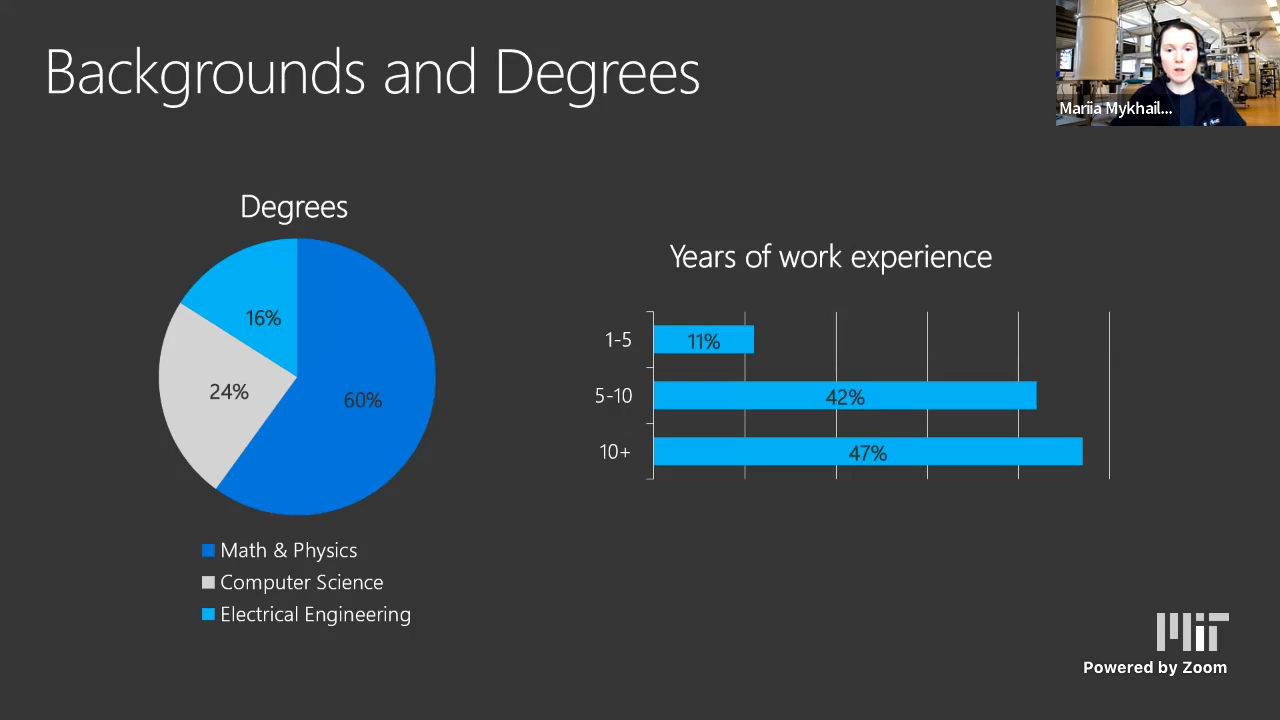 Backgrounds and Degrees
Mariia Mykhail...
Degrees
16%
24%
60%
Math & Physics
Computer Science
Electrical Engineering
Years of work experience
1-5
11%
5-10
42%
10+
47%
MIT
Powered by Zoom